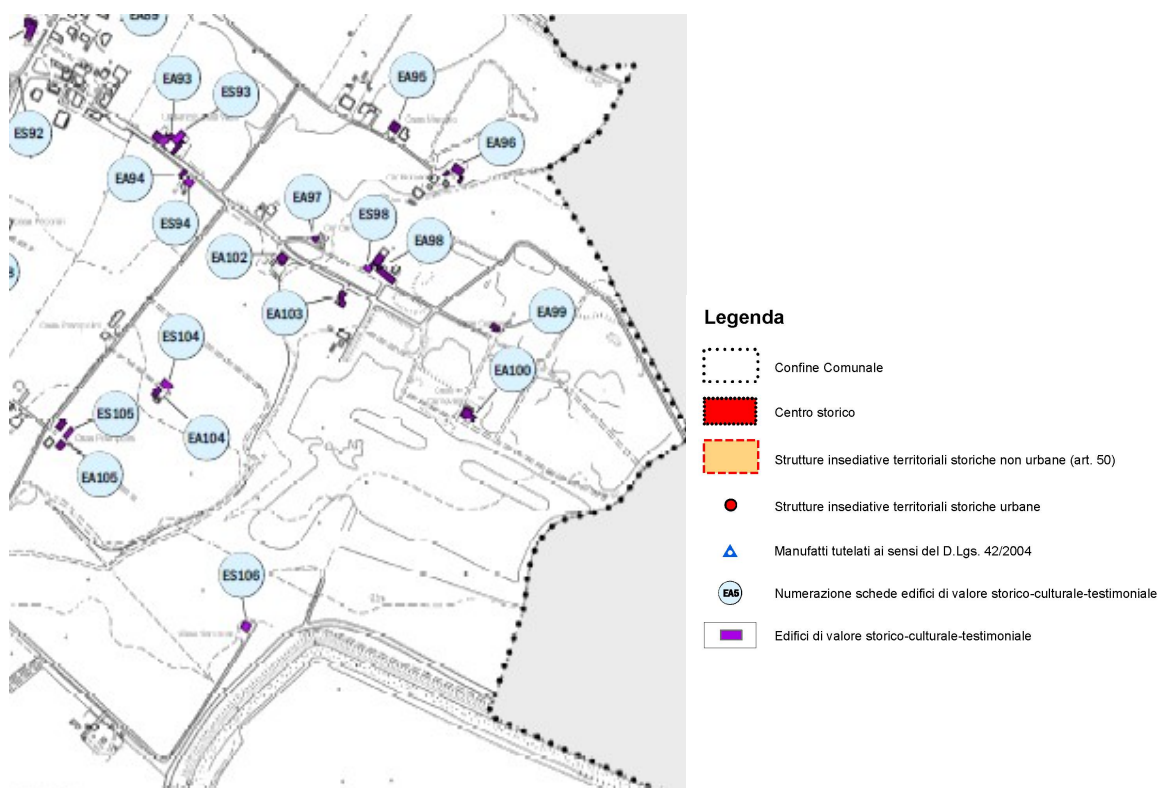 EA89
EA93
ES93
EA95
ES92
EA96
EA94
ES94
EA97
ES98
EA98
EA102
EA103
EA99
ES104
EA100
ES105
EA104
EA105
ES106
Legenda
Confine Comunale
Centro storico
Strutture insediative territoriali storiche non urbane (art. 50)
Strutture insediative territoriali storiche urbane
Manufatti tutelati ai sensi del D.Lgs. 42/2004
EA5
Numerazione schede edifici di valore storico-culturale-testimoniale
Edifici di valore storico-culturale-testimoniale